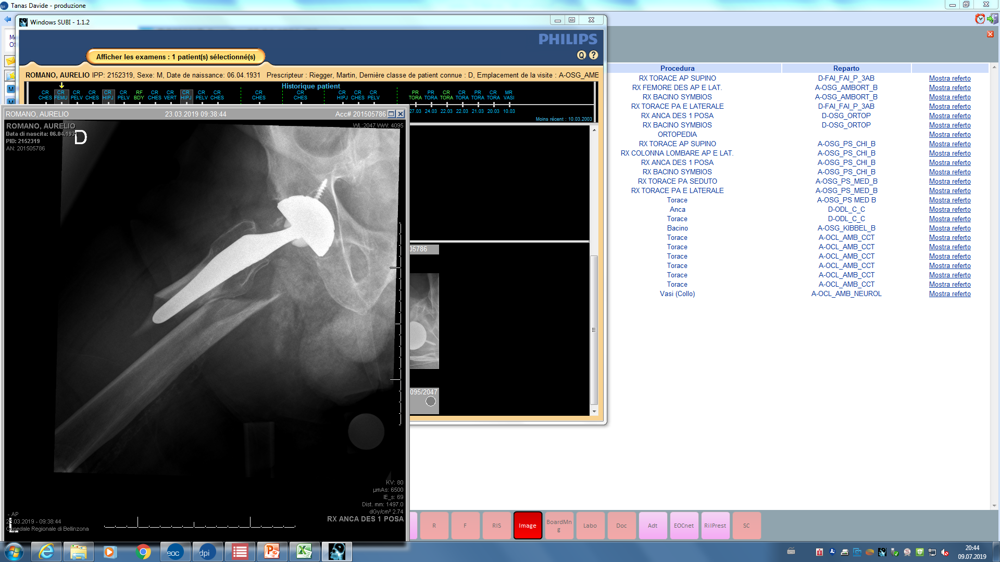 Tanas Davide - produzione
Windows SUBI - 1.1.2
PHILIPS
Afficher les examens : 1 patient(s) sélectionné(s)
Q ?
ROMANO, AURELIO IPP: 2152319, Sexe: M, Date de naissance: 06.04.1931 Prescripteur : Riegger, Martin, Dernière classe de patient connue : D, Emplacement de la visite : A-OSG_AME
Historique patient
CR CR CR CR CR CR RF CR CR CR CR CR CR CR CR CR CR PR PR CR CR PR CR MR
CHES FEMU PELV CHES HIPJ PELV BDY CHES VERT HIPJ PELV CHES CHES CHES HIPJ CHES PELV TORA TORA TORA TORA TORA TORA VASI
27.03 24.03 22.03 22.03 21.03 20.03 10.03
Moins récent : 10.03.2003
ROMANO, AURELIO 23.03.2019 09:38:44 Acc# 201505786
ROMANO, AURELIO
WL:2047 WW: 4095
Data di nascita: 06.04.1931
PID: 2152319
AN: 201505786
D
05786
095/2047
KV: 80
µmAs: 6500
IE_s: 69
Dist. mm: 1497.0
dGy/cm² 2.74
RX ANCA DES 1 POSA
- AP
23.03.2019 - 09:38:44
Ospedale Regionale di Bellinzona
Procedura Reparto
RX TORACE AP SUPINO D-FAI_FAI_P_3AB Mostra referto
RX FEMORE DES AP E LAT. A-OSG_AMBORT_B Mostra referto
RX BACINO SYMBIOS A-OSG_AMBORT_B Mostra referto
RX TORACE PA E LATERALE D-FAI_FAI_P_3AB Mostra referto
RX ANCA DES 1 POSA D-OSG_ORTOP Mostra referto
RX BACINO SYMBIOS D-OSG_ORTOP Mostra referto
ORTOPEDIA Mostra referto
RX TORACE AP SUPINO A-OSG_PS_CHI_B Mostra referto
RX COLONNA LOMBARE AP E LAT. A-OSG_PS_CHI_B Mostra referto
RX ANCA DES 1 POSA A-OSG_PS_CHI_B Mostra referto
RX BACINO SYMBIOS A-OSG_PS_CHI_B Mostra referto
RX TORACE PA SEDUTO A-OSG_PS_MED_B Mostra referto
RX TORACE PA E LATERALE A-OSG_PS_MED_B Mostra referto
Torace A-OSG_PS MED B Mostra referto
Anca D-ODL_C_C Mostra referto
Torace D-ODL_C_C Mostra referto
Bacino A-OSG_KIBBEL_B Mostra referto
Torace A-OCL_AMB_CCT Mostra referto
Torace A-OCL_AMB_CCT Mostra referto
Torace A-OCL_AMB_CCT Mostra referto
Torace A-OCL_AMB_CCT Mostra referto
Torace A-OCL_AMB_CCT Mostra referto
Torace A-OCL_AMB_CCT Mostra referto
Vasi (Collo) A-OCL_AMB_NEUROL Mostra referto
R F RIS Image BoardMng Labo Doc Adt EOCnet RilPrest SC
eoc dpi
20:44
09.07.2019